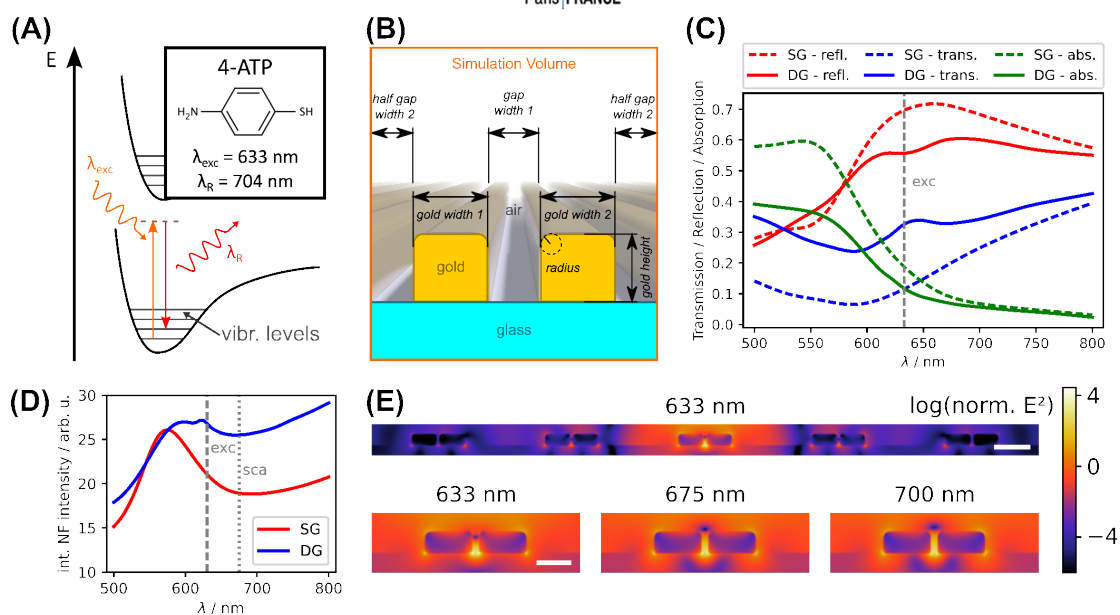 Paris|FRANCE
(A)
E
4-ATP
H₂N
SH
λexc = 633 nm
λR = 704 nm
λexc
λR
vibr. levels
(B)
Simulation Volume
half gap
width 2
gap
width 1
half gap
width 2
gold width 1
air
gold width 2
gold
radius
gold height
glass
(C)
SG - refl.
SG - trans.
SG - abs.
DG - refl.
DG - trans.
DG - abs.
Transmission / Reflection / Absorption
0.7
0.6
0.5
0.4
0.3
0.2
0.1
0.0
exc
500 550 600 650 700 750 800
λ / nm
(D)
int. NF intensity / arb. u.
30
25
20
15
10
exc
sca
SG
DG
500 600 700 800
λ / nm
(E)
633 nm
log(norm. E²)
4
0
−4
633 nm
675 nm
700 nm